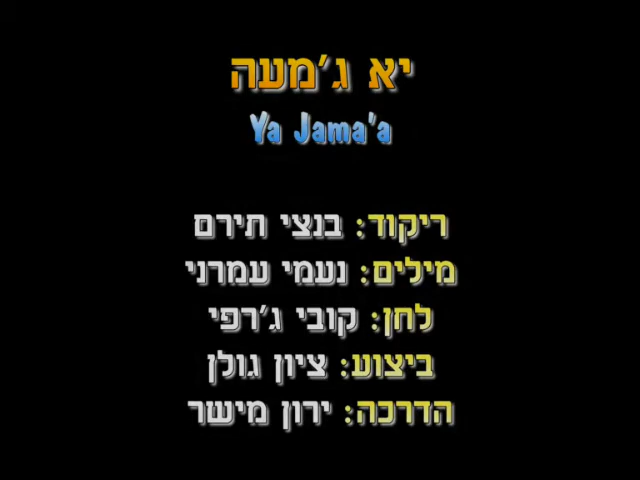 יא ג'מעה
Ya Jama'a
ריקוד: בנצי תירם
מילים: נעמי עמרני
לחן: קובי ג'רפי
ביצוע: ציון גולן
הדרכה: ירון מישר